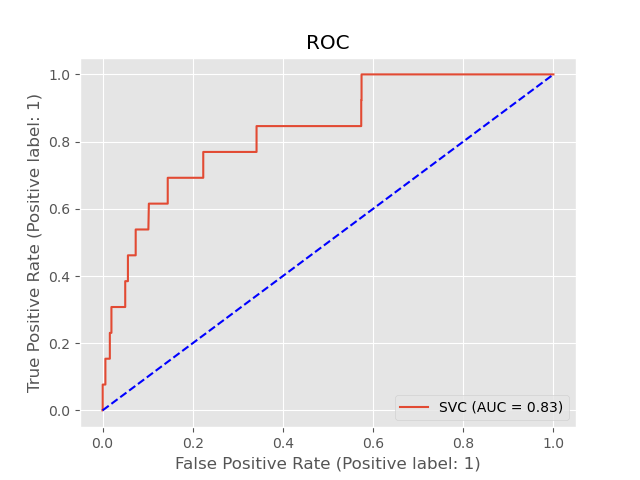 ROC
True Positive Rate (Positive label: 1)
1.0
0.8
0.6
0.4
0.2
0.0
SVC (AUC = 0.83)
0.0 0.2 0.4 0.6 0.8 1.0
False Positive Rate (Positive label: 1)